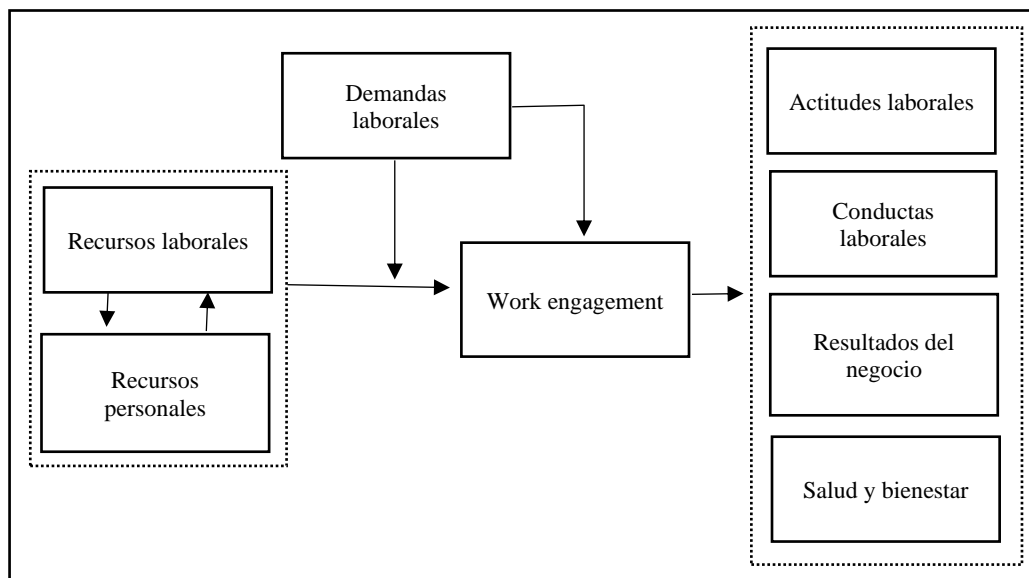 Demandas
laborales
Recursos laborales
Recursos
personales
Work engagement
Actitudes laborales
Conductas
laborales
Resultados del
negocio
Salud y bienestar